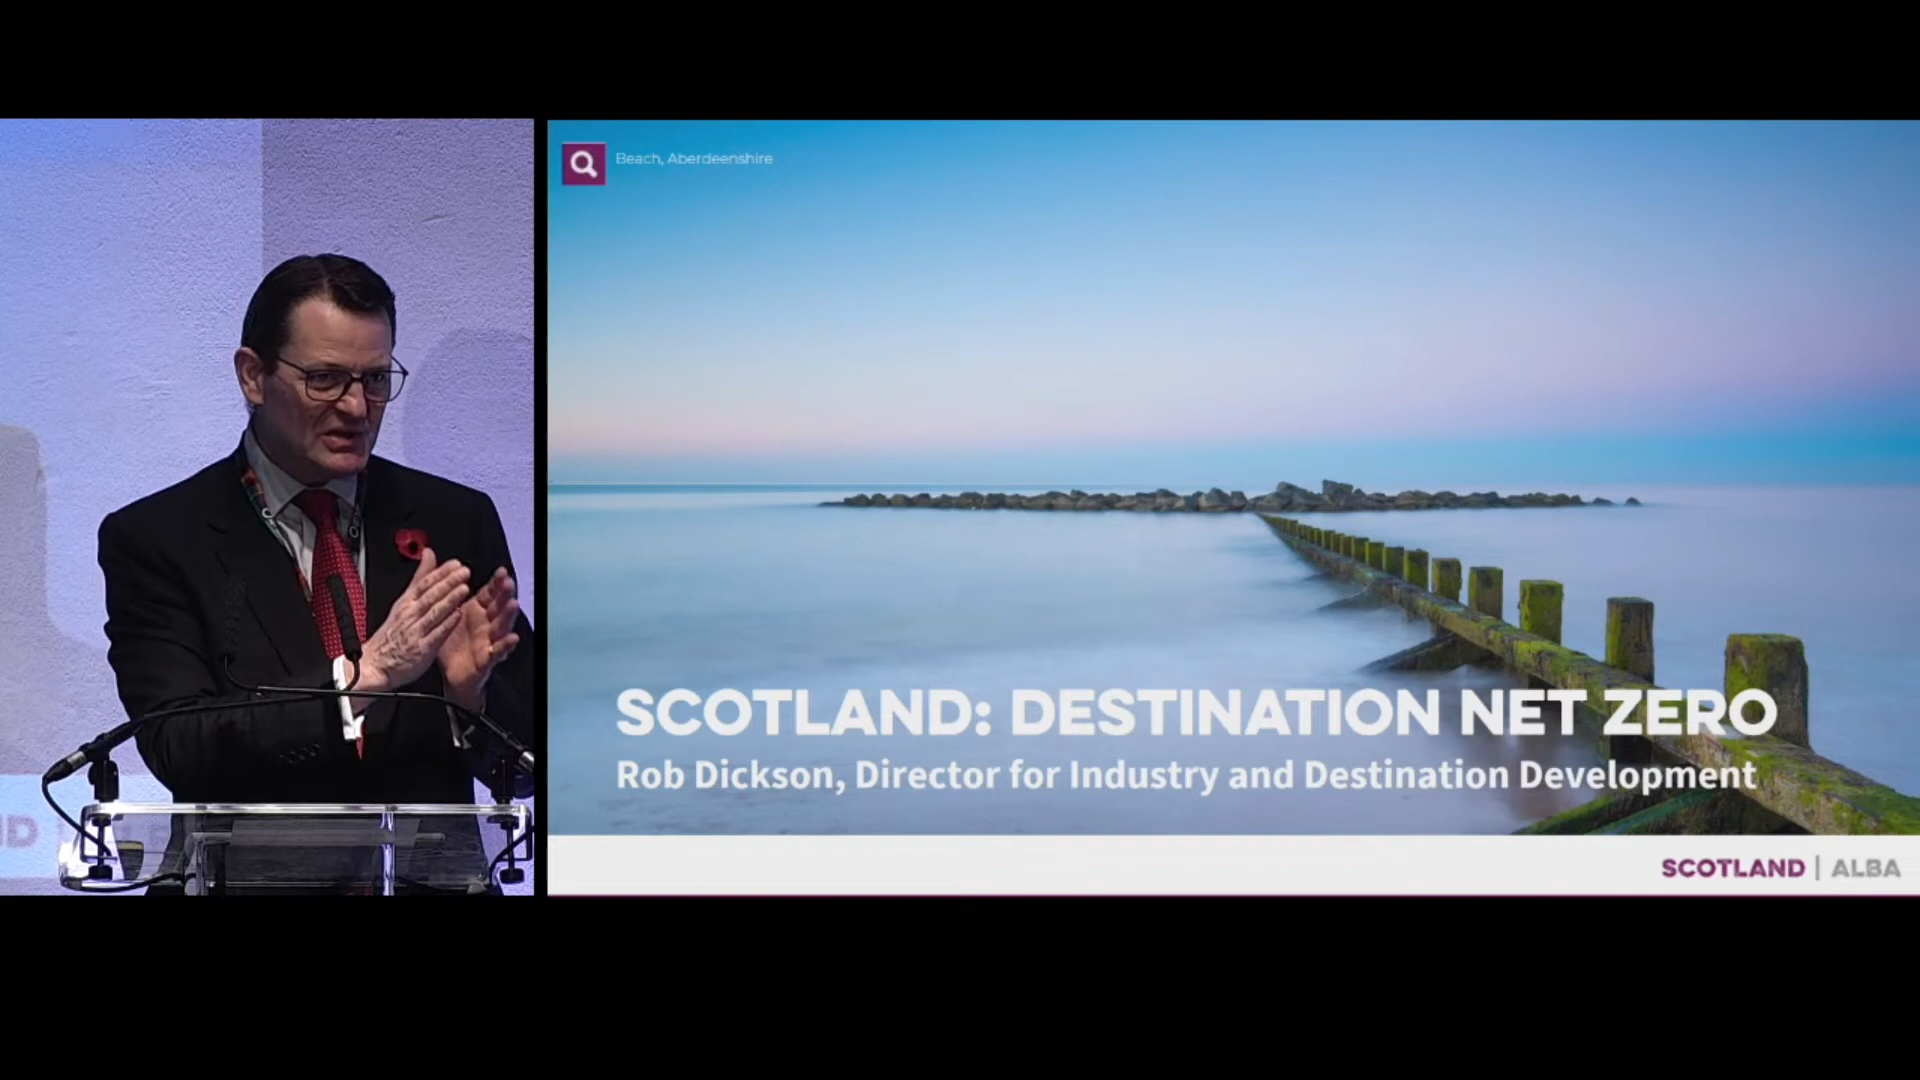 Beach, Aberdeenshire
SCOTLAND: DESTINATION NET ZERO
Rob Dickson, Director for Industry and Destination Development
SCOTLAND | ALBA